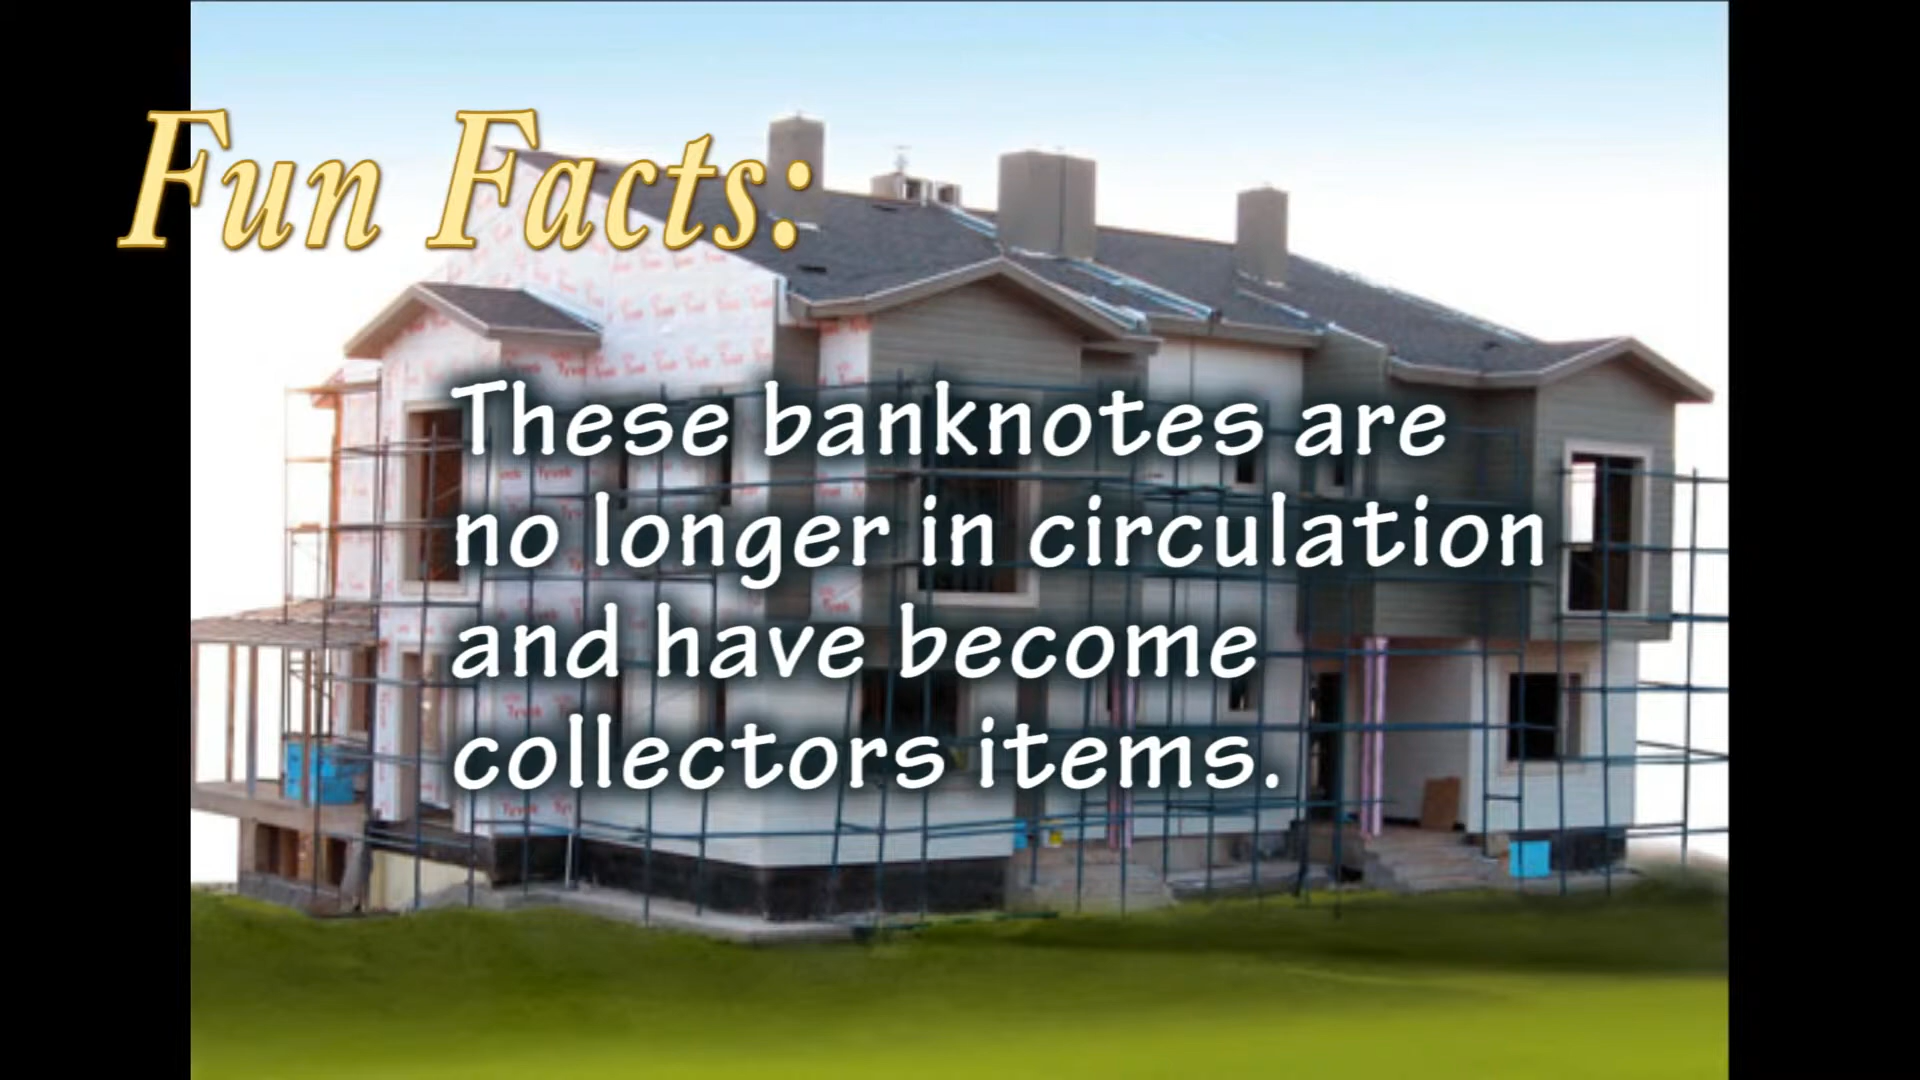 Fun Facts:
These banknotes are
no longer in circulation
and have become
collectors items.